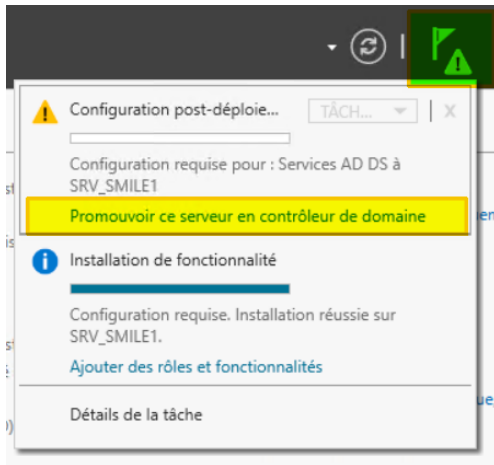 Configuration post-déploie... TÂCH... X
Configuration requise pour : Services AD DS à
SRV_SMILE1
Promouvoir ce serveur en contrôleur de domaine
Installation de fonctionnalité
Configuration requise. Installation réussie sur
SRV_SMILE1.
Ajouter des rôles et fonctionnalités
Détails de la tâche